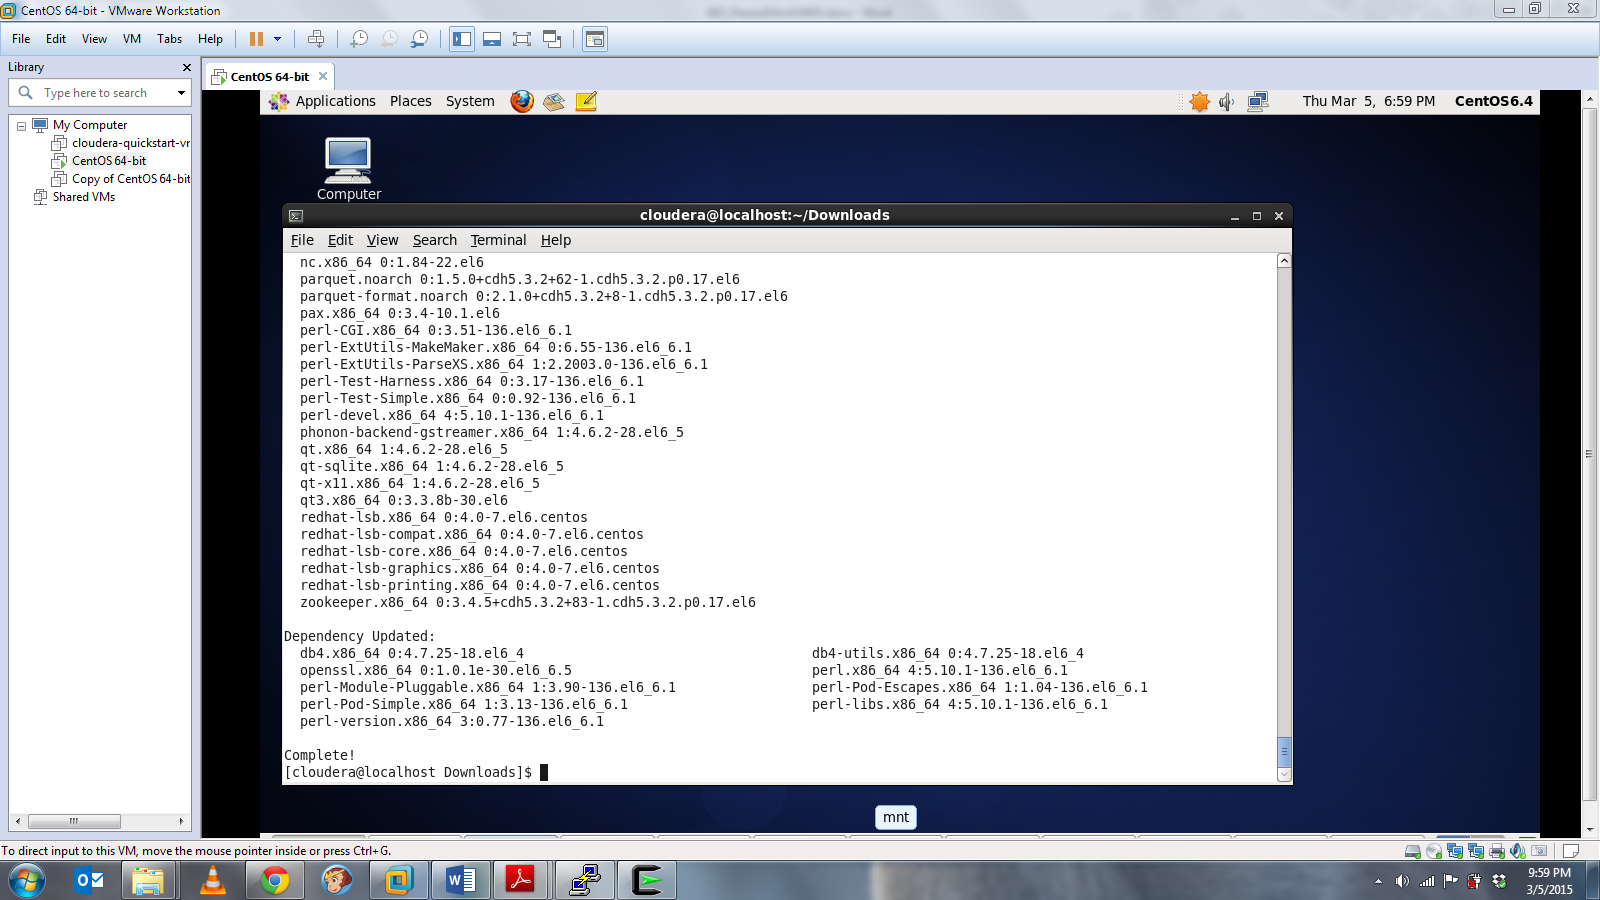 CentOS 64-bit - VMware Workstation
File Edit View VM Tabs Help
Library
Type here to search
My Computer
cloudera-quickstart-vr
CentOS 64-bit
Copy of CentOS 64-bit
Shared VMs
CentOS 64-bit
Applications Places System
Thu Mar 5, 6:59 PM CentOS6.4
Computer
cloudera@localhost:~/Downloads
File Edit View Search Terminal Help
nc.x86_64 0:1.84-22.el6
parquet.noarch 0:1.5.0+cdh5.3.2+62-1.cdh5.3.2.p0.17.el6
parquet-format.noarch 0:2.1.0+cdh5.3.2+8-1.cdh5.3.2.p0.17.el6
pax.x86_64 0:3.4-10.1.el6
perl-CGI.x86_64 0:3.51-136.el6_6.1
perl-ExtUtils-MakeMaker.x86_64 0:6.55-136.el6_6.1
perl-ExtUtils-ParseXS.x86_64 1:2.2003.0-136.el6_6.1
perl-Test-Harness.x86_64 0:3.17-136.el6_6.1
perl-Test-Simple.x86_64 0:0.92-136.el6_6.1
perl-devel.x86_64 4:5.10.1-136.el6_6.1
phonon-backend-gstreamer.x86_64 1:4.6.2-28.el6_5
qt.x86_64 1:4.6.2-28.el6_5
qt-sqlite.x86_64 1:4.6.2-28.el6_5
qt-x11.x86_64 1:4.6.2-28.el6_5
qt3.x86_64 0:3.3.8b-30.el6
redhat-lsb.x86_64 0:4.0-7.el6.centos
redhat-lsb-compat.x86_64 0:4.0-7.el6.centos
redhat-lsb-core.x86_64 0:4.0-7.el6.centos
redhat-lsb-graphics.x86_64 0:4.0-7.el6.centos
redhat-lsb-printing.x86_64 0:4.0-7.el6.centos
zookeeper.x86_64 0:3.4.5+cdh5.3.2+83-1.cdh5.3.2.p0.17.el6
Dependency Updated:
db4.x86_64 0:4.7.25-18.el6_4 db4-utils.x86_64 0:4.7.25-18.el6_4
openssl.x86_64 0:1.0.1e-30.el6_6.5 perl.x86_64 4:5.10.1-136.el6_6.1
perl-Module-Pluggable.x86_64 1:3.90-136.el6_6.1 perl-Pod-Escapes.x86_64 1:1.04-136.el6_6.1
perl-Pod-Simple.x86_64 1:3.13-136.el6_6.1 perl-libs.x86_64 4:5.10.1-136.el6_6.1
perl-version.x86_64 3:0.77-136.el6_6.1
Complete!
[cloudera@localhost Downloads]$
mnt
To direct input to this VM, move the mouse pointer inside or press Ctrl+G.
9:59 PM
3/5/2015